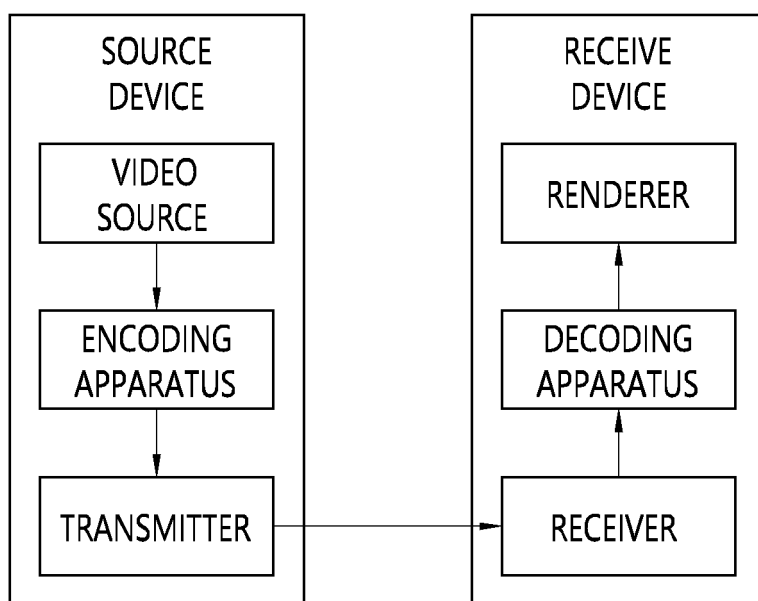 SOURCE
DEVICE
VIDEO
SOURCE
ENCODING
APPARATUS
TRANSMITTER
RECEIVE
DEVICE
RENDERER
DECODING
APPARATUS
RECEIVER